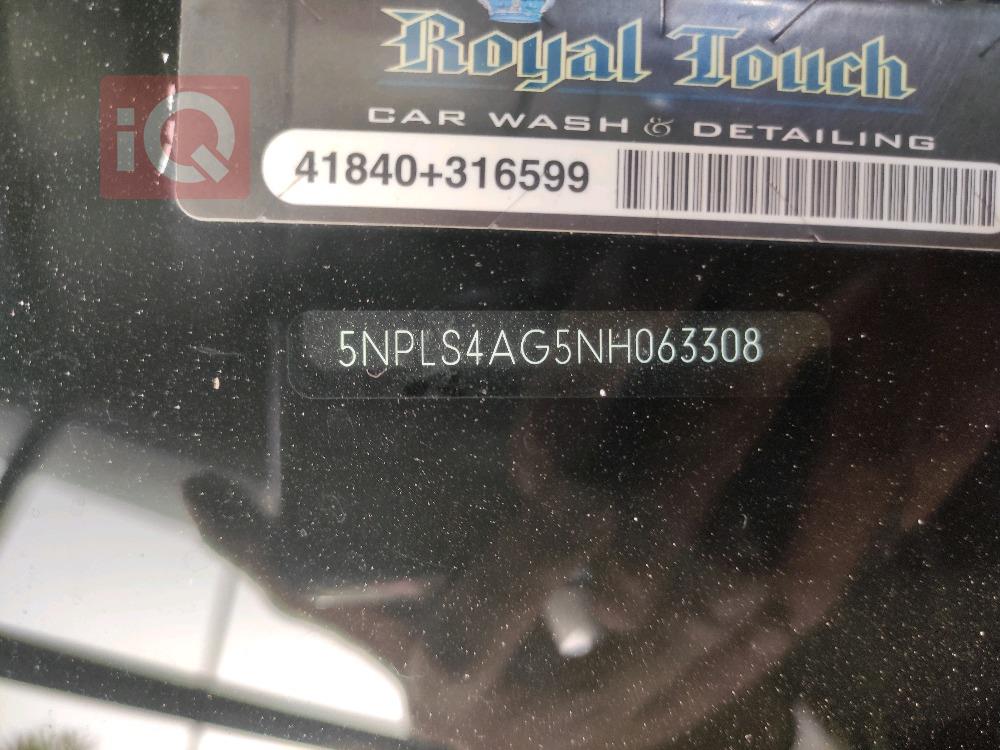 Royal Touch
CAR WASH & DETAILING
iQ
41840+316599
5NPLS4AG5NH063308